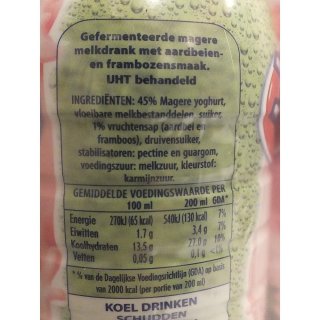 Gefermenteerde magere
melkdrank met aardbeien-
en frambozensmaak.
UHT behandeld
INGREDIËNTEN: 45% Magere yoghurt,
vloeibare melkbestanddelen, suiker,
1% vruchtensap (aardbei en
framboos), druivensuiker,
stabilisatoren: pectine en guargom,
voedingszuur: melkzuur, kleurstof:
karmijnzuur.
GEMIDDELDE VOEDINGSWAARDE PER
100 ml 200 ml GDA*
Energie 270kJ (65 kcal) 540kJ (130 kcal) 7%
Eiwitten 1,7 g 3,4 g 7%
Koolhydraten 13,5 g 27,0 g 10%
Vetten 0,05 g 0,1 g <1%
* % van de Dagelijkse Voedingsrichtlijn (GDA) op basis
van 2000 kcal (per portie van 200 ml)
KOEL DRINKEN
SCHUDDEN